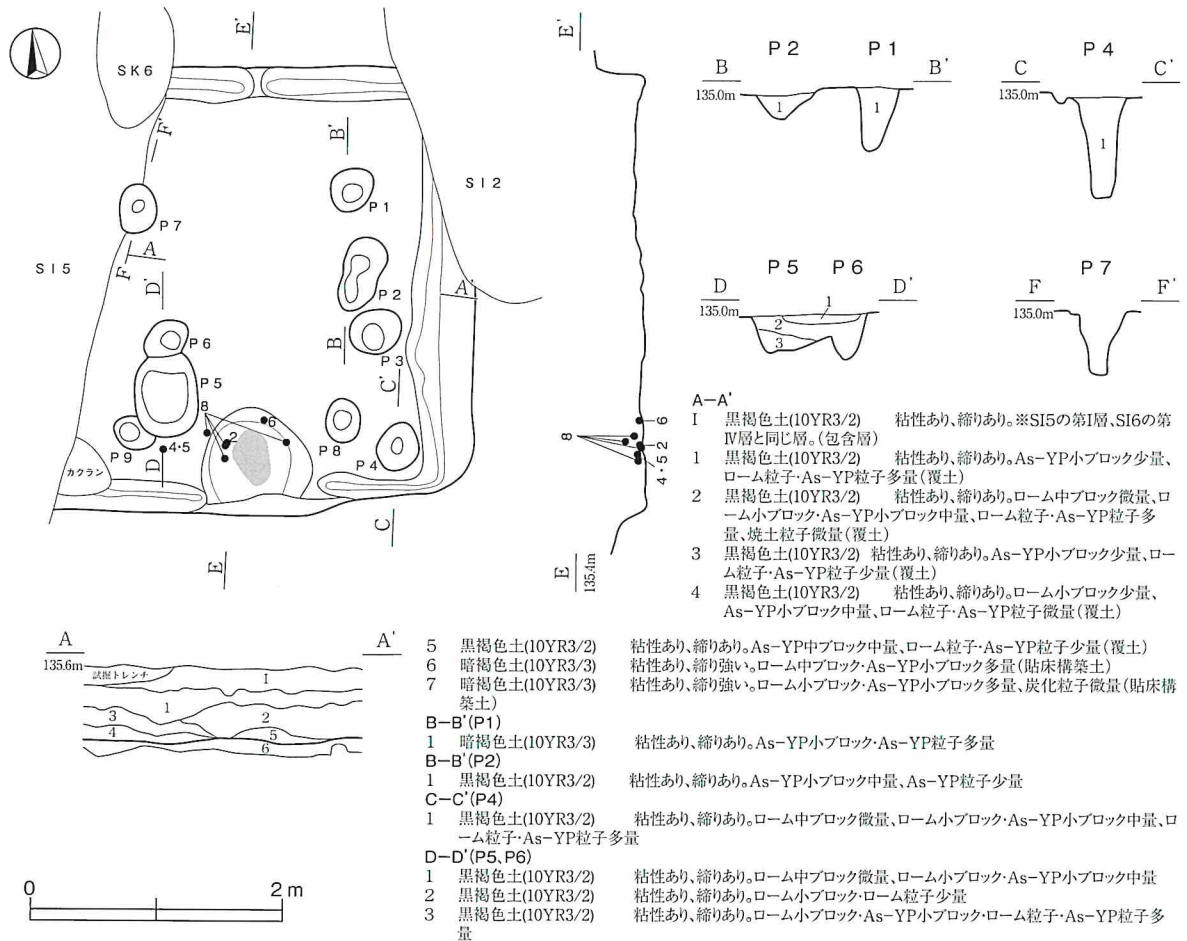 E'
SK6
F'
B'
SI2
P1
P7
A
F
SI5
D'
P2
A'
P6
B
P3
P5
C'
8
6
2
P8
P9
4・5
D
P4
カクラン
C
E
E'
6
8
2
4・5
E
135.4m
P2 P1
B B'
135.0m
1 1
P4
C C'
135.0m
1
P5 P6
D D'
135.0m
1
2
3
P7
F F'
135.0m
A A'
135.6m
試掘トレンチ
I
1
3 2
4 5
6
0 2m
A−A'
I 黒褐色土(10YR3/2) 粘性あり、締りあり。※SI5の第I層、SI6の第
Ⅳ層と同じ層。(包含層)
1 黒褐色土(10YR3/2) 粘性あり、締りあり。As−YP小ブロック少量、
ローム粒子・As−YP粒子多量(覆土)
2 黒褐色土(10YR3/2) 粘性あり、締りあり。ローム中ブロック微量、ロ
ーム小ブロック・As−YP小ブロック中量、ローム粒子・As−YP粒子多
量、焼土粒子微量(覆土)
3 黒褐色土(10YR3/2) 粘性あり、締りあり。As−YP小ブロック少量、ロー
ム粒子・As−YP粒子少量(覆土)
4 黒褐色土(10YR3/2) 粘性あり、締りあり。ローム小ブロック少量、
As−YP小ブロック中量、ローム粒子・As−YP粒子微量(覆土)
5 黒褐色土(10YR3/2) 粘性あり、締りあり。As−YP中ブロック中量、ローム粒子・As−YP粒子少量(覆土)
6 暗褐色土(10YR3/3) 粘性あり、締り強い。ローム中ブロック・As−YP小ブロック多量(貼床構築土)
7 暗褐色土(10YR3/3) 粘性あり、締り強い。ローム小ブロック・As−YP小ブロック多量、炭化粒子微量(貼床構
築土)
B−B'(P1)
1 暗褐色土(10YR3/3) 粘性あり、締りあり。As−YP小ブロック・As−YP粒子多量
B−B'(P2)
1 黒褐色土(10YR3/2) 粘性あり、締りあり。As−YP小ブロック中量、As−YP粒子少量
C−C'(P4)
1 黒褐色土(10YR3/2) 粘性あり、締りあり。ローム中ブロック微量、ローム小ブロック・As−YP小ブロック中量、ロ
ーム粒子・As−YP粒子多量
D−D'(P5、P6)
1 黒褐色土(10YR3/2) 粘性あり、締りあり。ローム中ブロック微量、ローム小ブロック・As−YP小ブロック中量
2 黒褐色土(10YR3/2) 粘性あり、締りあり。ローム小ブロック・ローム粒子少量
3 黒褐色土(10YR3/2) 粘性あり、締りあり。ローム小ブロック・As−YP小ブロック・ローム粒子・As−YP粒子多
量